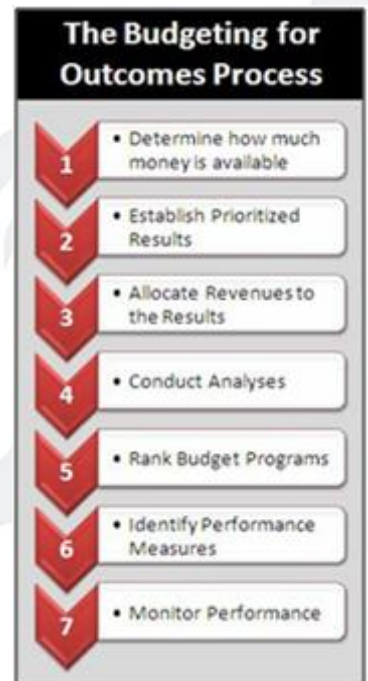 The Budgeting for
Outcomes Process
1
• Determine how much
money is available
2
• Establish Prioritized
Results
3
• Allocate Revenues to
the Results
4
• Conduct Analyses
5
• Rank Budget Programs
6
• Identify Performance
Measures
7
• Monitor Performance